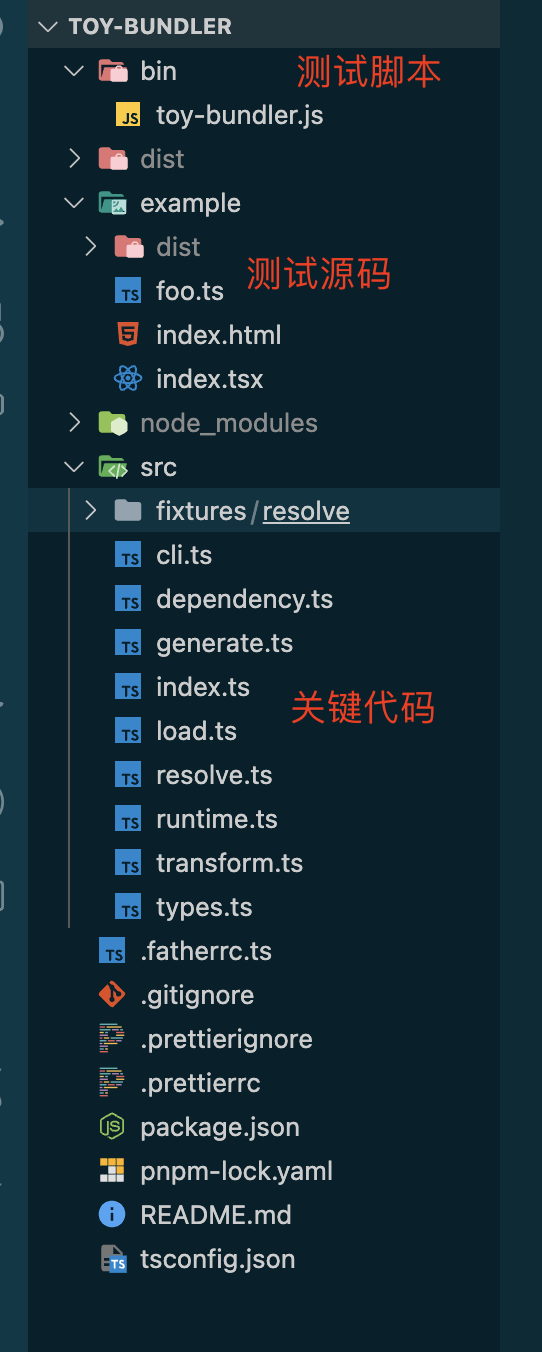 TOY-BUNDLER
bin 测试脚本
toy-bundler.js
dist
example
dist
测试源码
foo.ts
index.html
index.tsx
node_modules
src
fixtures/resolve
cli.ts
dependency.ts
generate.ts
index.ts
关键代码
load.ts
resolve.ts
runtime.ts
transform.ts
types.ts
.fatherrc.ts
.gitignore
.prettierignore
.prettierrc
package.json
pnpm-lock.yaml
README.md
tsconfig.json